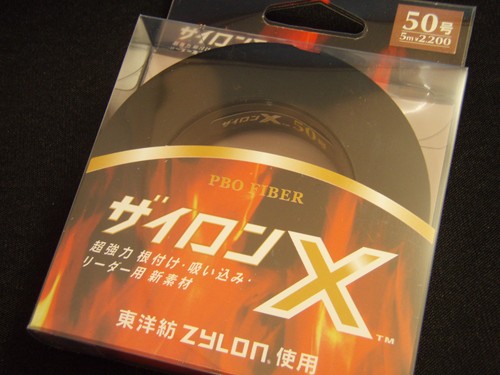 50号
5m ¥2,200
ザイロンX 50号
PBO FIBER
ザイロンX™
超強力 根付け・吸い込み・
リーダー用 新素材
東洋紡 ZYLON® 使用